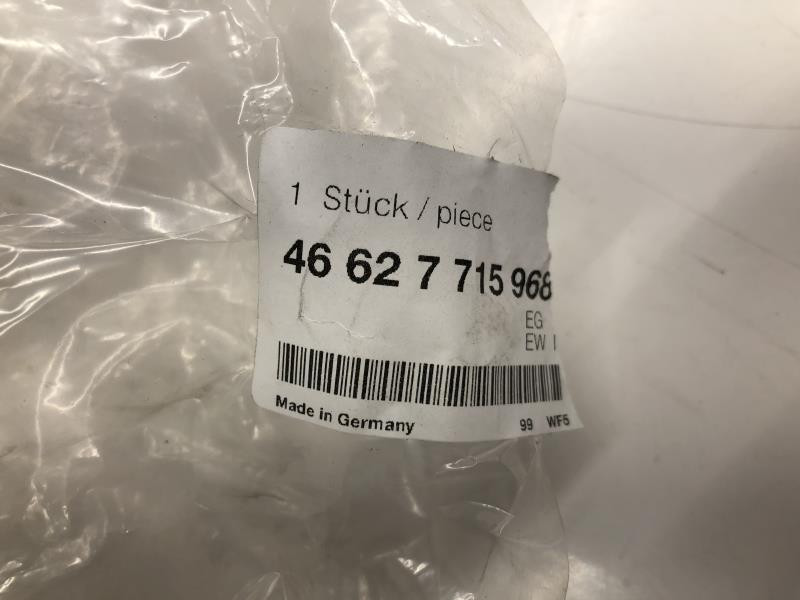 1 Stück / piece
46 62 7 715 968
EG
EW I
Made in Germany
99 WF5